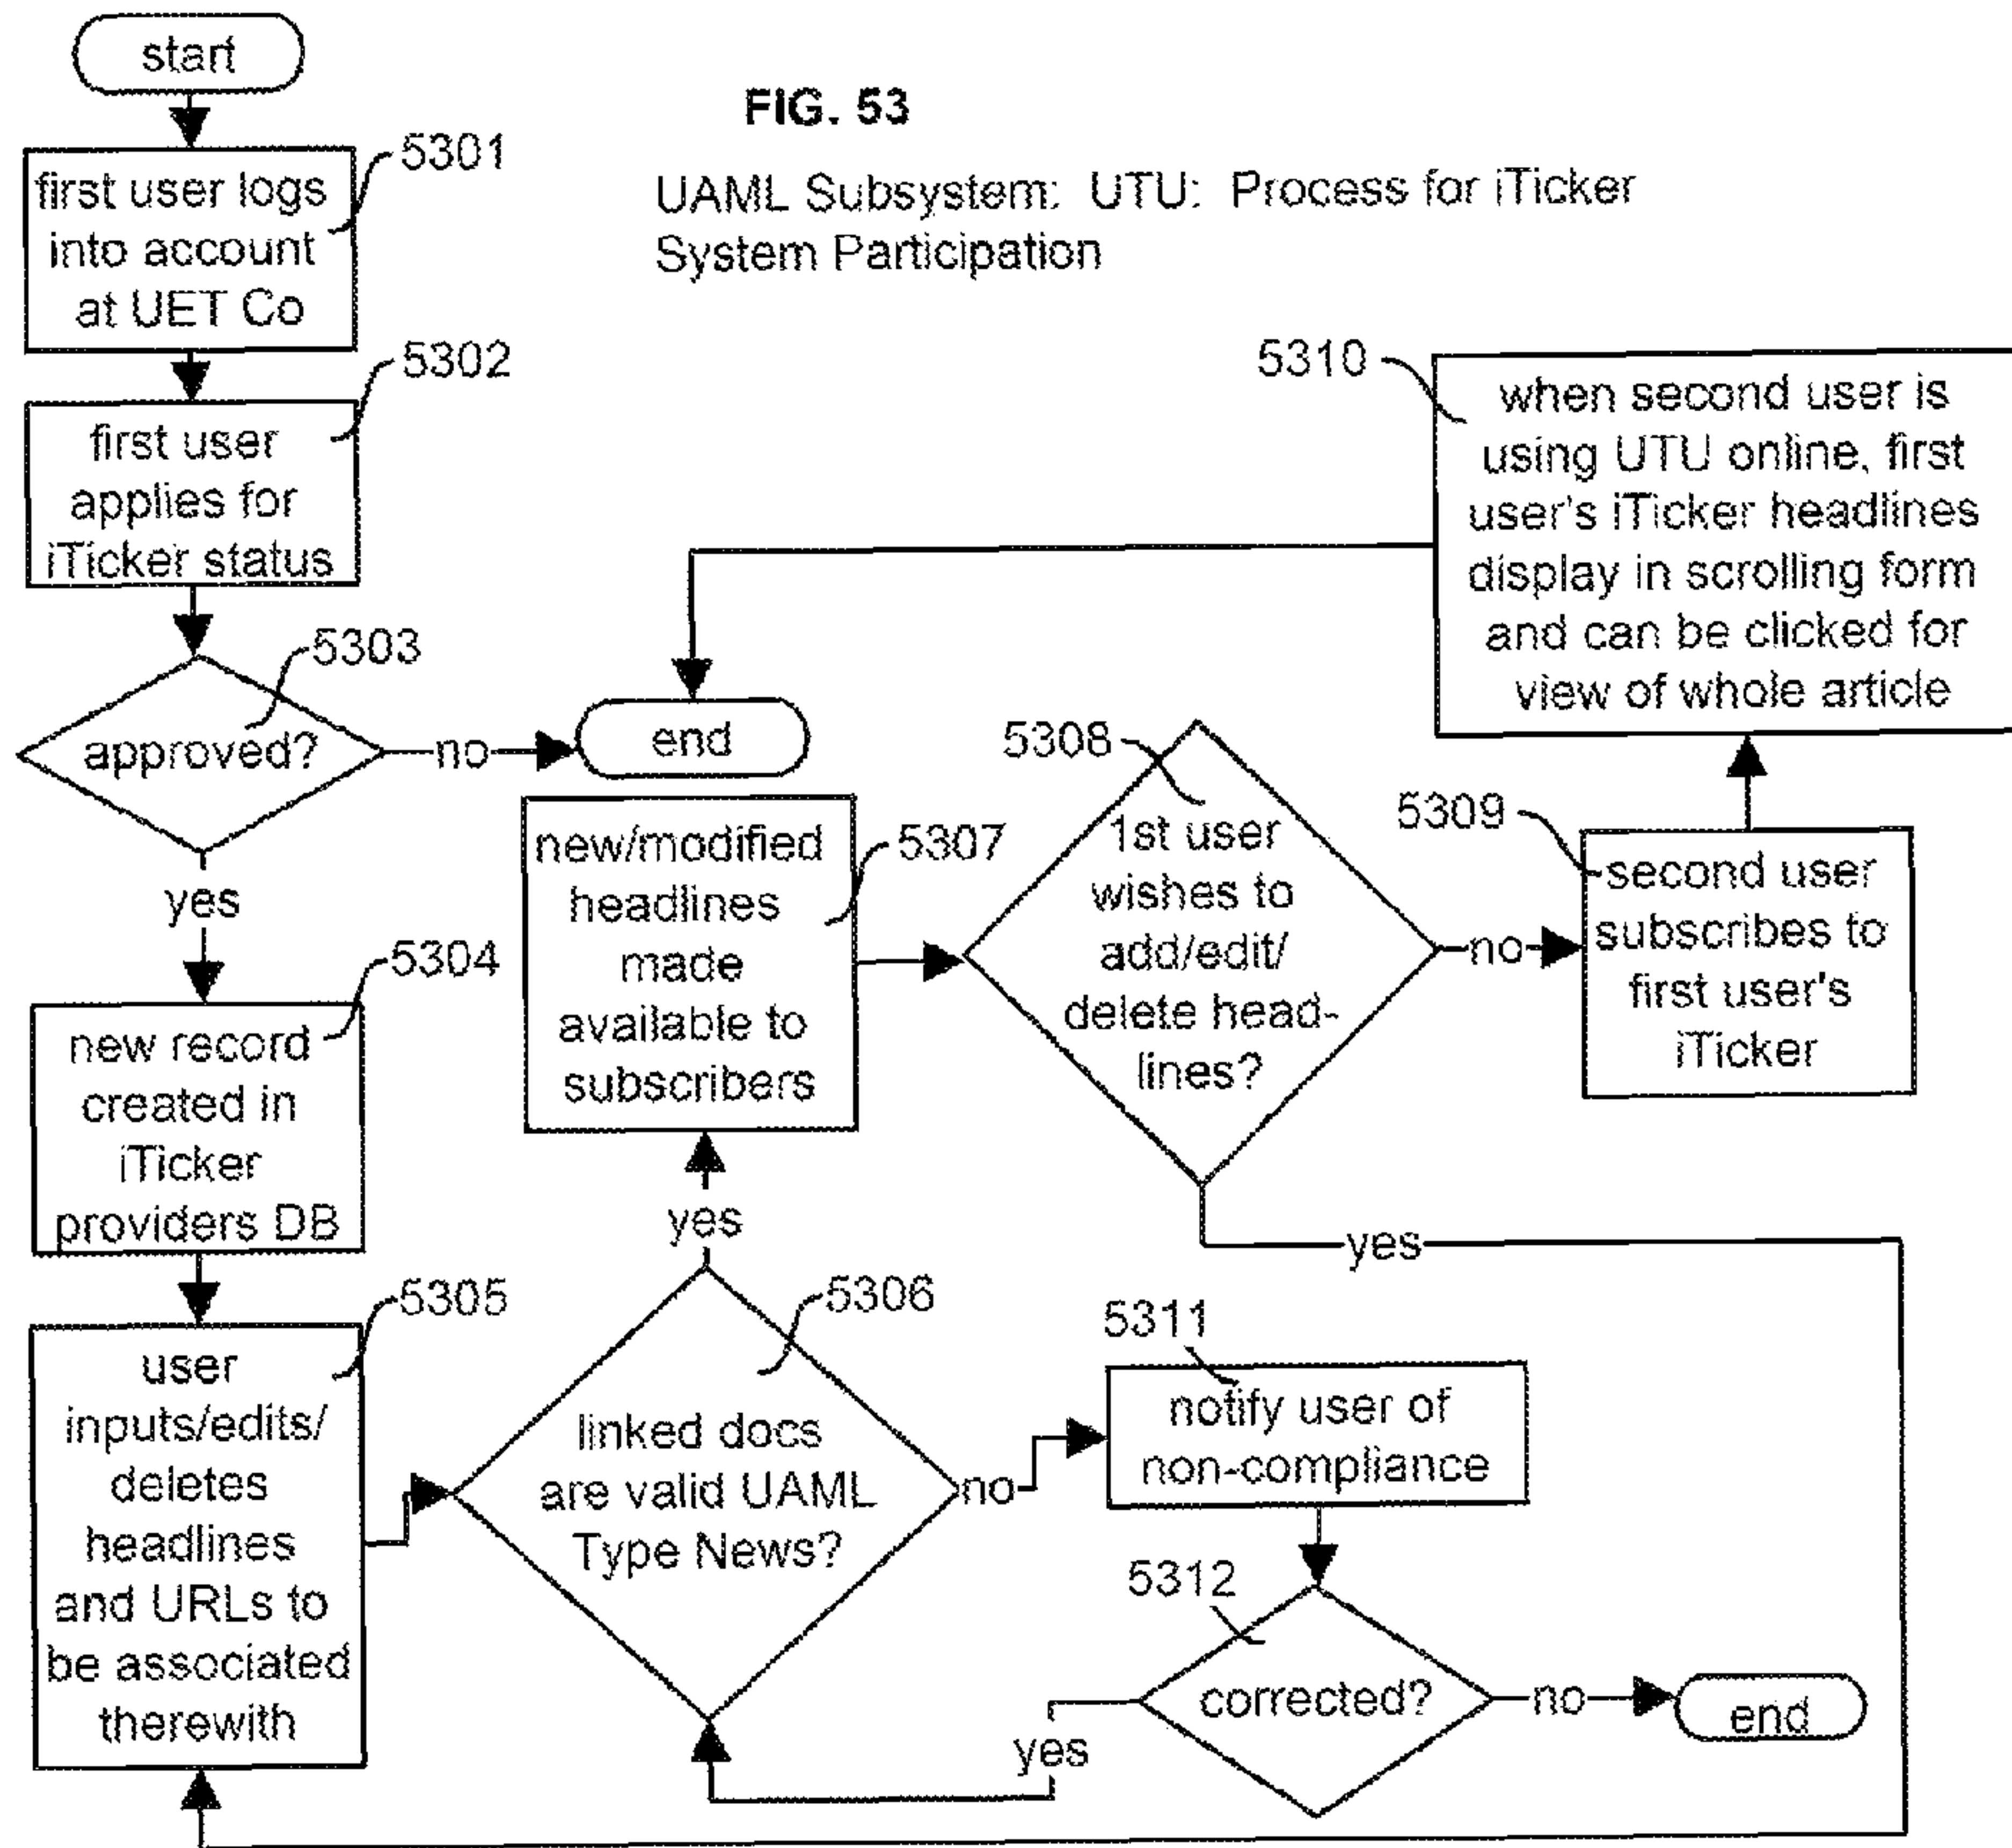 start
FIG. 53
UAML Subsystem: UTU: Process for iTicker
System Participation
5301
first user logs
into account
at UET Co
5302
first user
applies for
iTicker status
5303
approved?
no
end
yes
5304
new record
created in
iTicker
providers DB
5305
user
inputs/edits/
deletes
headlines
and URLs to
be associated
therewith
5306
linked docs
are valid UAML
Type News?
yes
no
5307
new/modified
headlines
made
available to
subscribers
5308
1st user
wishes to
add/edit/
delete head-
lines?
no
yes
5309
second user
subscribes to
first user's
iTicker
5310
when second user is
using UTU online, first
user's iTicker headlines
display in scrolling form
and can be clicked for
view of whole article
5311
notify user of
non-compliance
5312
corrected?
yes
no
end